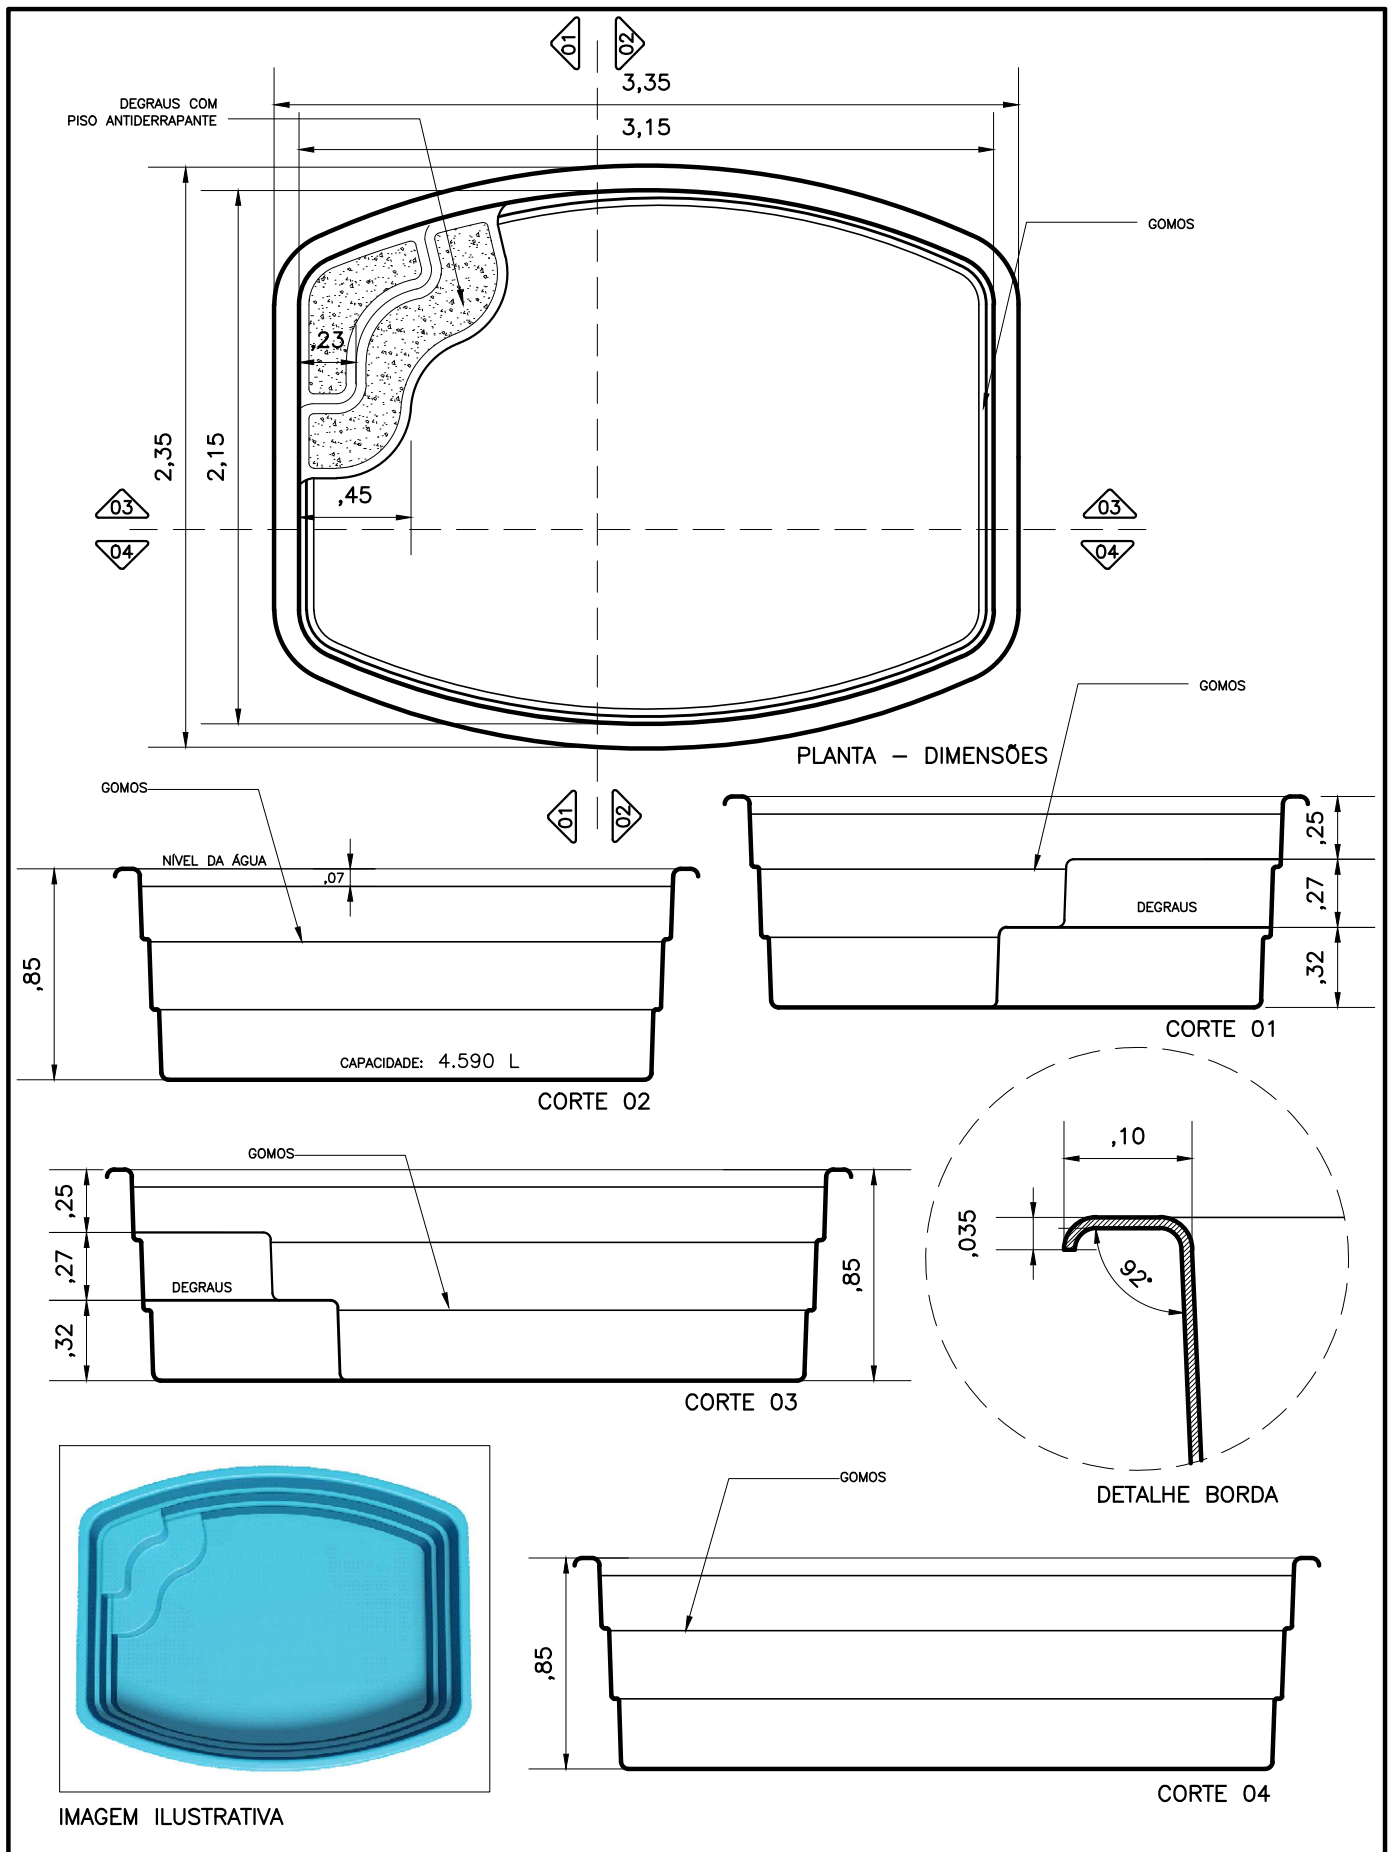 01
02
3,35
DEGRAUS COM
PISO ANTIDERRAPANTE
3,15
GOMOS
,23
2,35
2,15
,45
03
03
04
04
GOMOS
PLANTA – DIMENSÕES
GOMOS
01
02
,25
NÍVEL DA ÁGUA
,07
,27
DEGRAUS
,85
,32
CORTE 01
CAPACIDADE: 4.590 L
CORTE 02
,10
GOMOS
,25
,035
,27
,85
92°
DEGRAUS
,32
CORTE 03
GOMOS
DETALHE BORDA
,85
CORTE 04
IMAGEM ILUSTRATIVA